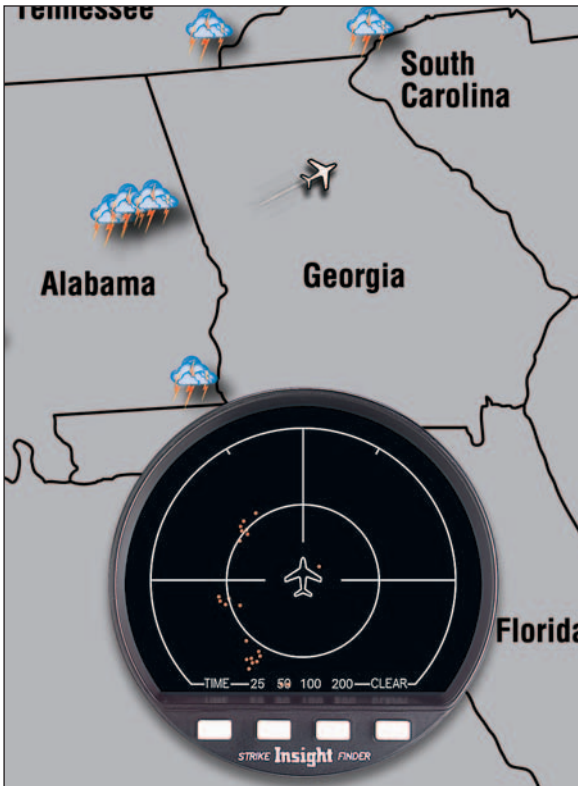 Tennessee
South
Carolina
Alabama
Georgia
Florida
TIME 25 50 100 200 CLEAR
STRIKE Insight FINDER